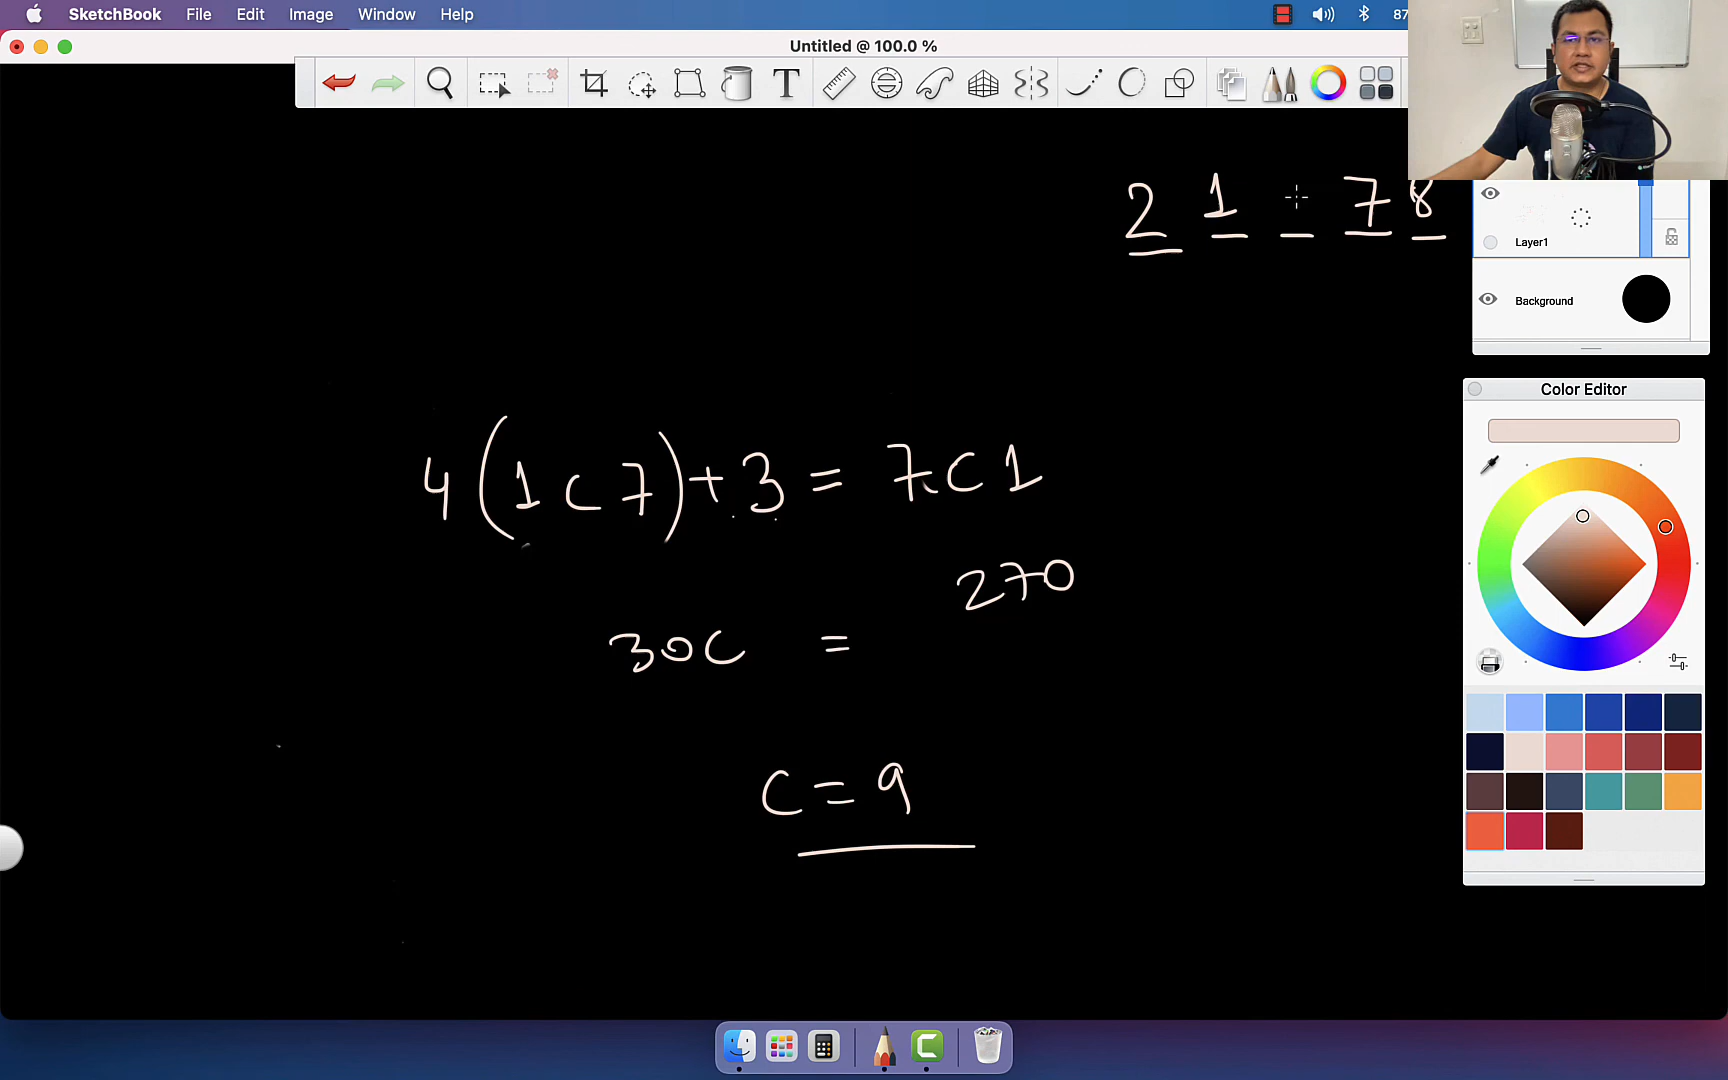 SketchBook File Edit Image Window Help 87
Untitled @ 100.0 %
T
2 1 7 8
Layer1
Background
Color Editor
4(1C7)+3 = 7C1
270
30C =
C = 9